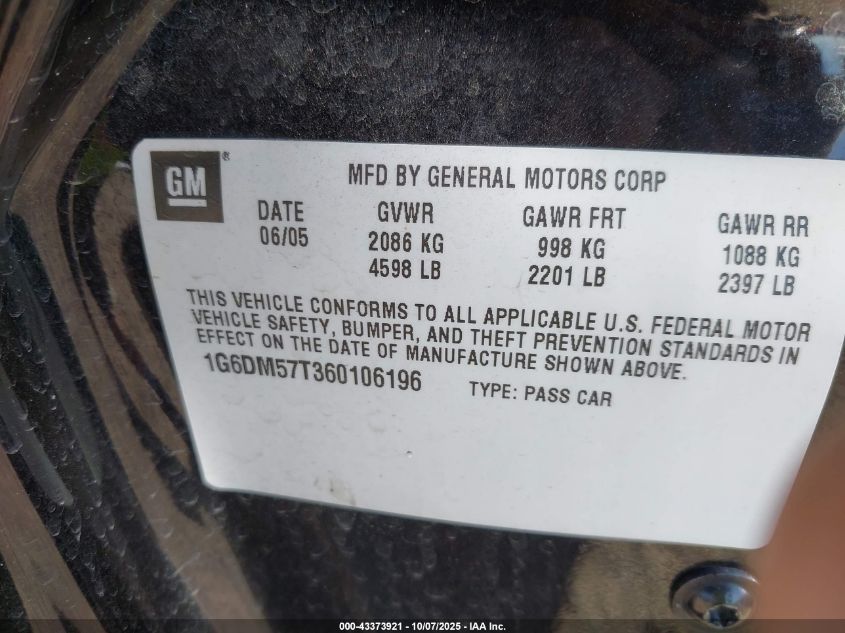 GM®
MFD BY GENERAL MOTORS CORP
DATE GVWR GAWR FRT GAWR RR
06/05 2086 KG 998 KG 1088 KG
4598 LB 2201 LB 2397 LB
THIS VEHICLE CONFORMS TO ALL APPLICABLE U.S. FEDERAL MOTOR
VEHICLE SAFETY, BUMPER, AND THEFT PREVENTION STANDARDS IN
EFFECT ON THE DATE OF MANUFACTURE SHOWN ABOVE.
1G6DM57T360106196 TYPE: PASS CAR
000-43373921 - 10/07/2025 - IAA Inc.